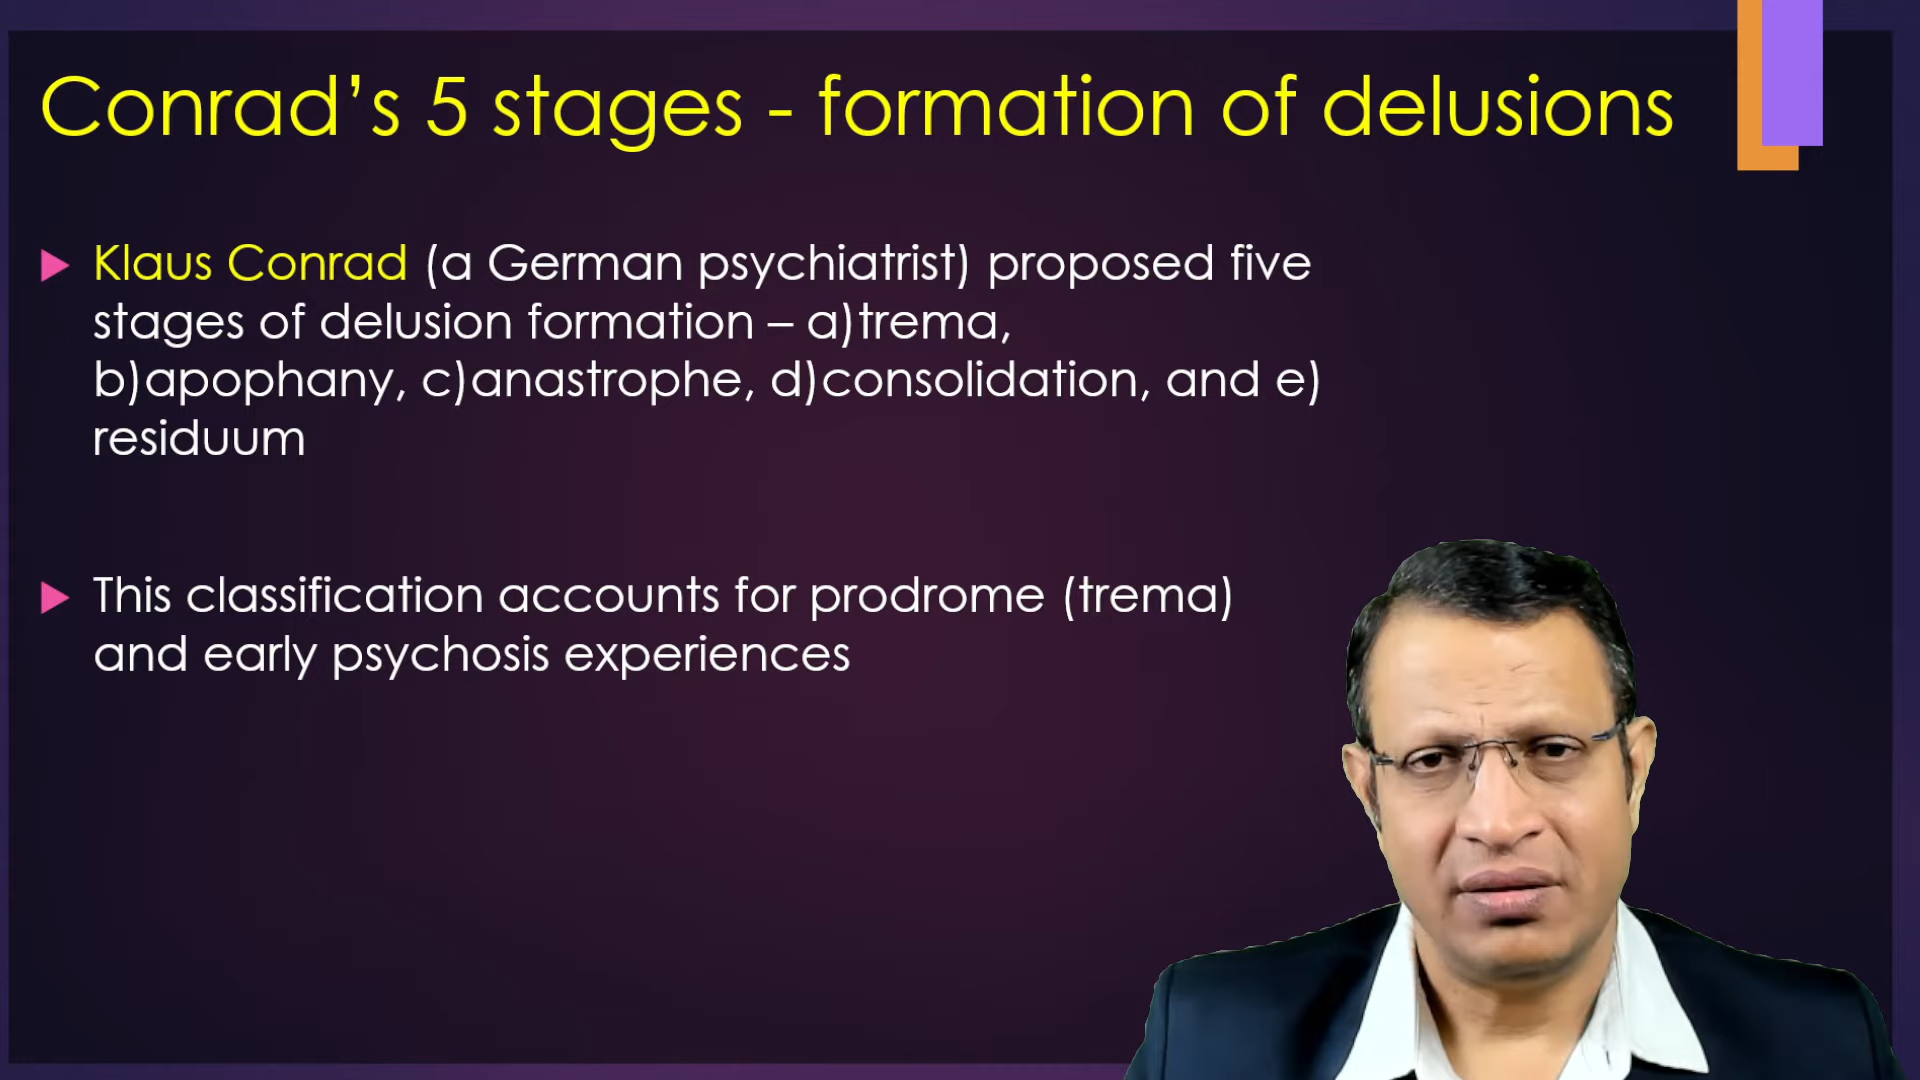 Conrad’s 5 stages - formation of delusions
Klaus Conrad (a German psychiatrist) proposed five
stages of delusion formation – a)trema,
b)apophany, c)anastrophe, d)consolidation, and e)
residuum
This classification accounts for prodrome (trema)
and early psychosis experiences